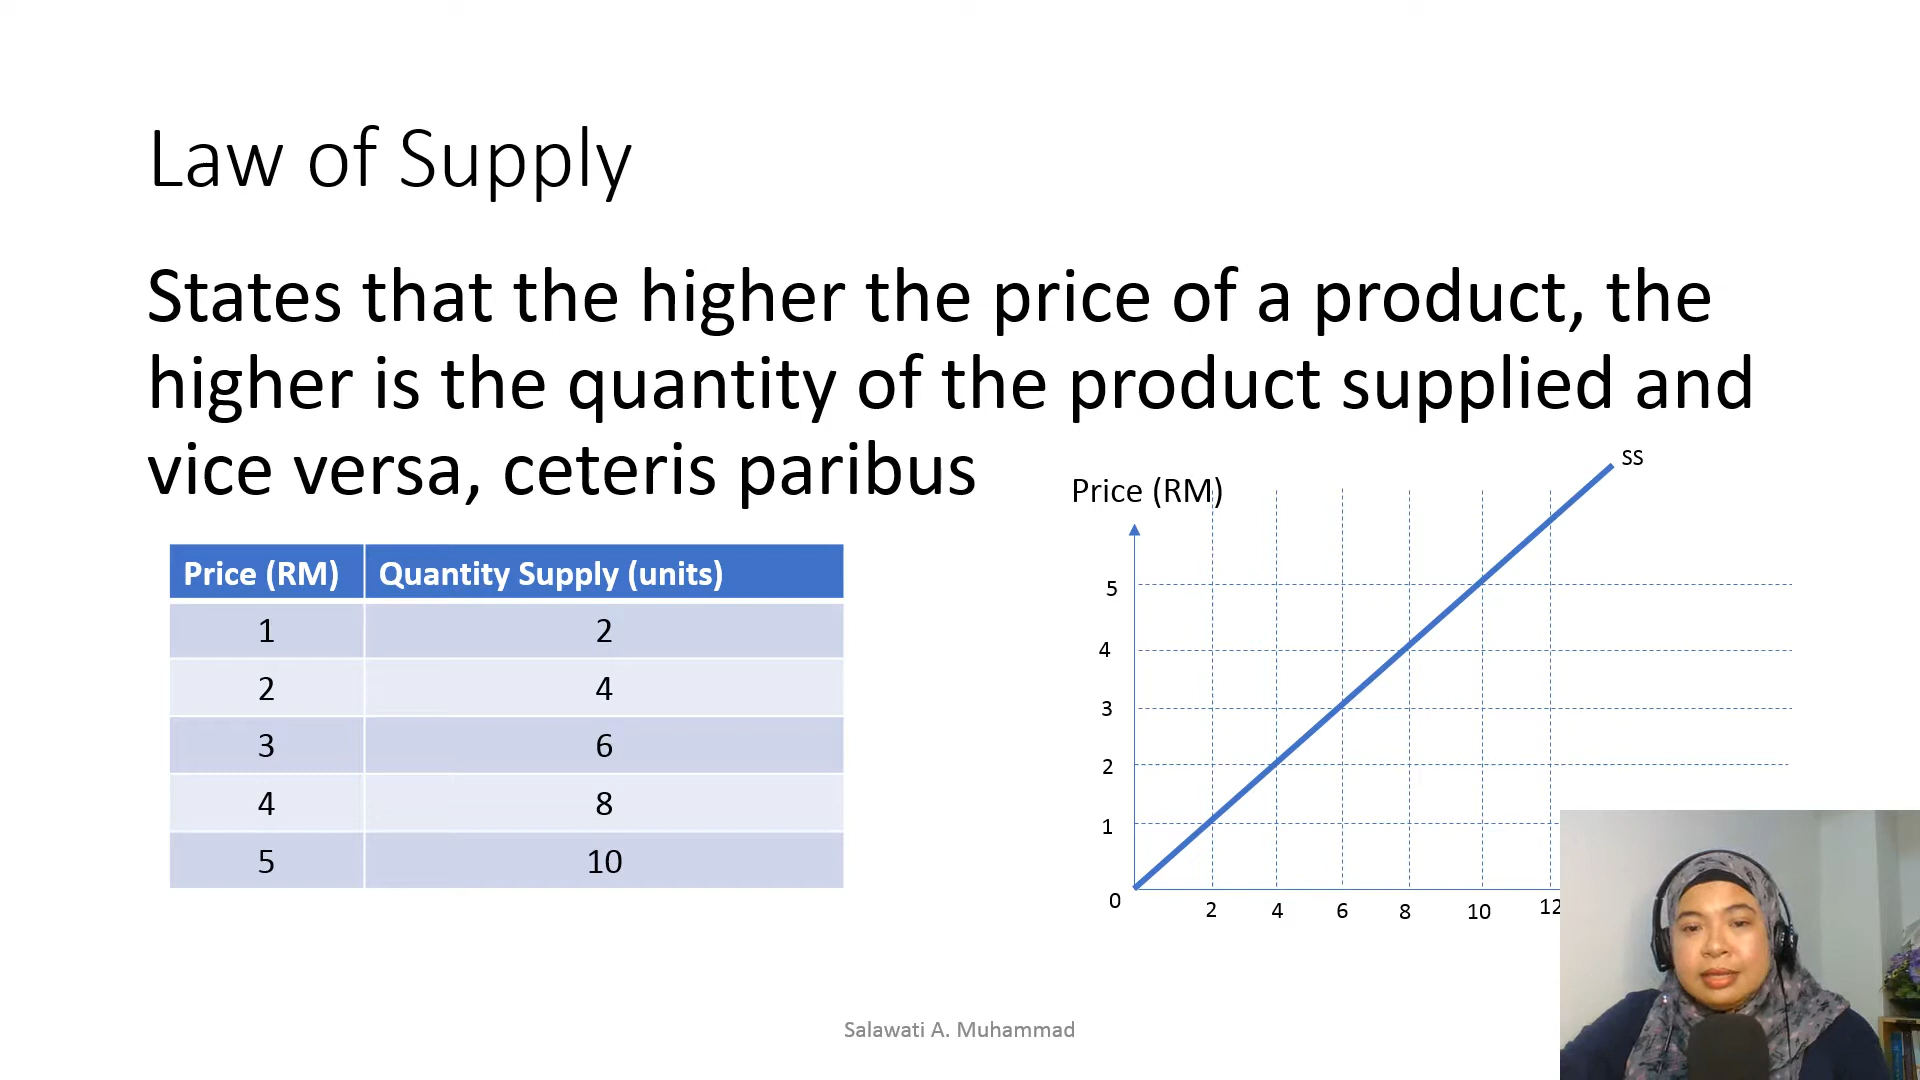 Law of Supply
States that the higher the price of a product, the
higher is the quantity of the product supplied and
vice versa, ceteris paribus
Price (RM) Quantity Supply (units)
1 2
2 4
3 6
4 8
5 10
ss
Price (RM)
5
4
3
2
1
0
2 4 6 8 10 12
Salawati A. Muhammad